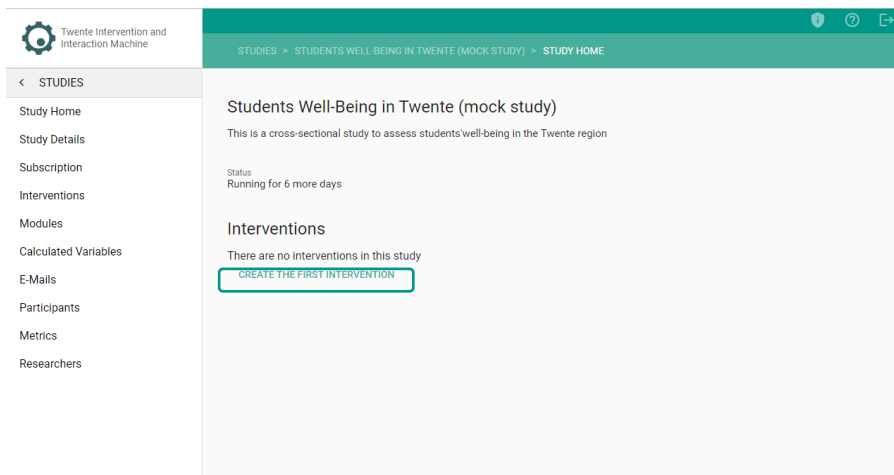 Twente Intervention and
Interaction Machine
STUDIES > STUDENTS WELL-BEING IN TWENTE (MOCK STUDY) > STUDY HOME
< STUDIES
Study Home
Study Details
Subscription
Interventions
Modules
Calculated Variables
E-Mails
Participants
Metrics
Researchers
Students Well-Being in Twente (mock study)
This is a cross-sectional study to assess students'well-being in the Twente region
Status
Running for 6 more days
Interventions
There are no interventions in this study
CREATE THE FIRST INTERVENTION